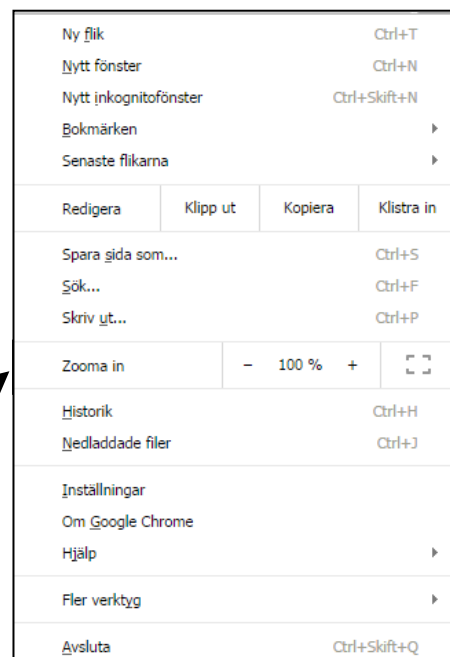 Ny flik Ctrl+T
Nytt fönster Ctrl+N
Nytt inkognitofönster Ctrl+Skift+N
Bokmärken
Senaste flikarna
Redigera Klipp ut Kopiera Klistra in
Spara sida som... Ctrl+S
Sök... Ctrl+F
Skriv ut... Ctrl+P
Zooma in − 100 % +
Historik Ctrl+H
Nedladdade filer Ctrl+J
Inställningar
Om Google Chrome
Hjälp
Fler verktyg
Avsluta Ctrl+Skift+Q